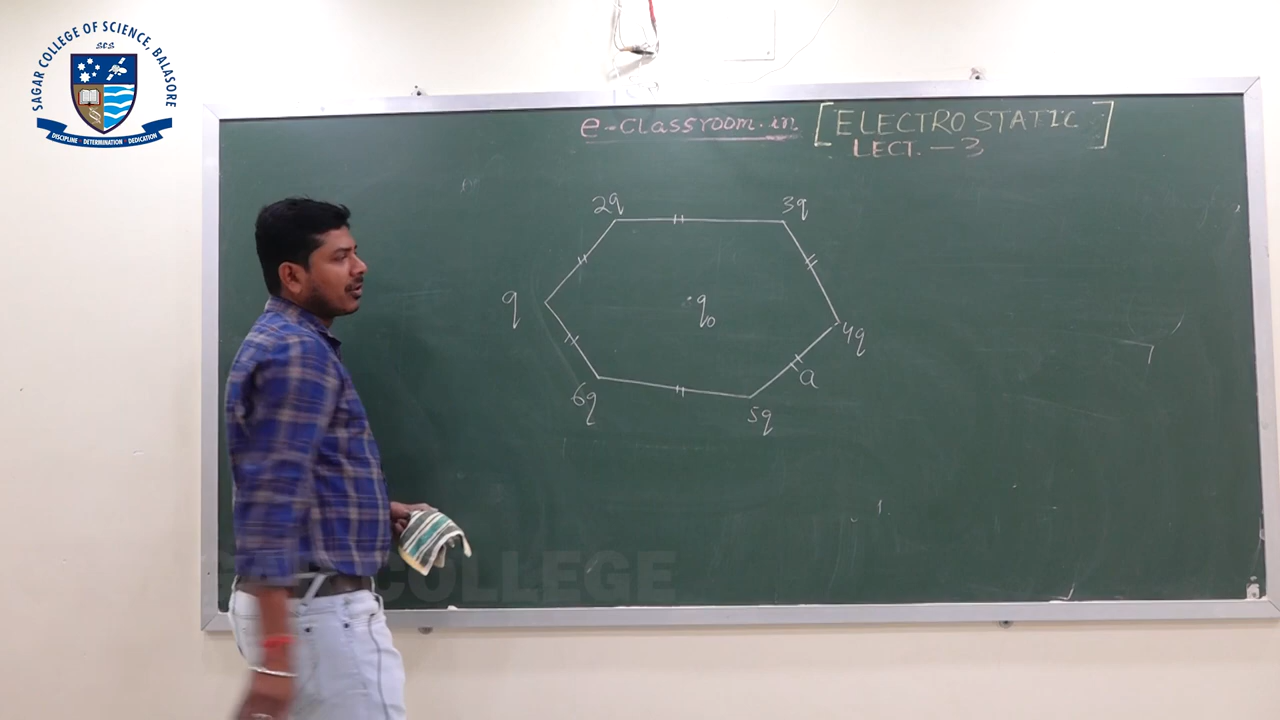 SAGAR COLLEGE OF SCIENCE, BALASORE
SCS
DISCIPLINE · DETERMINATION · DEDICATION
e-classroom.in [ELECTROSTATIC]
LECT. - 3
2q 3q
q q₀ 4q
a
6q 5q
COLLEGE